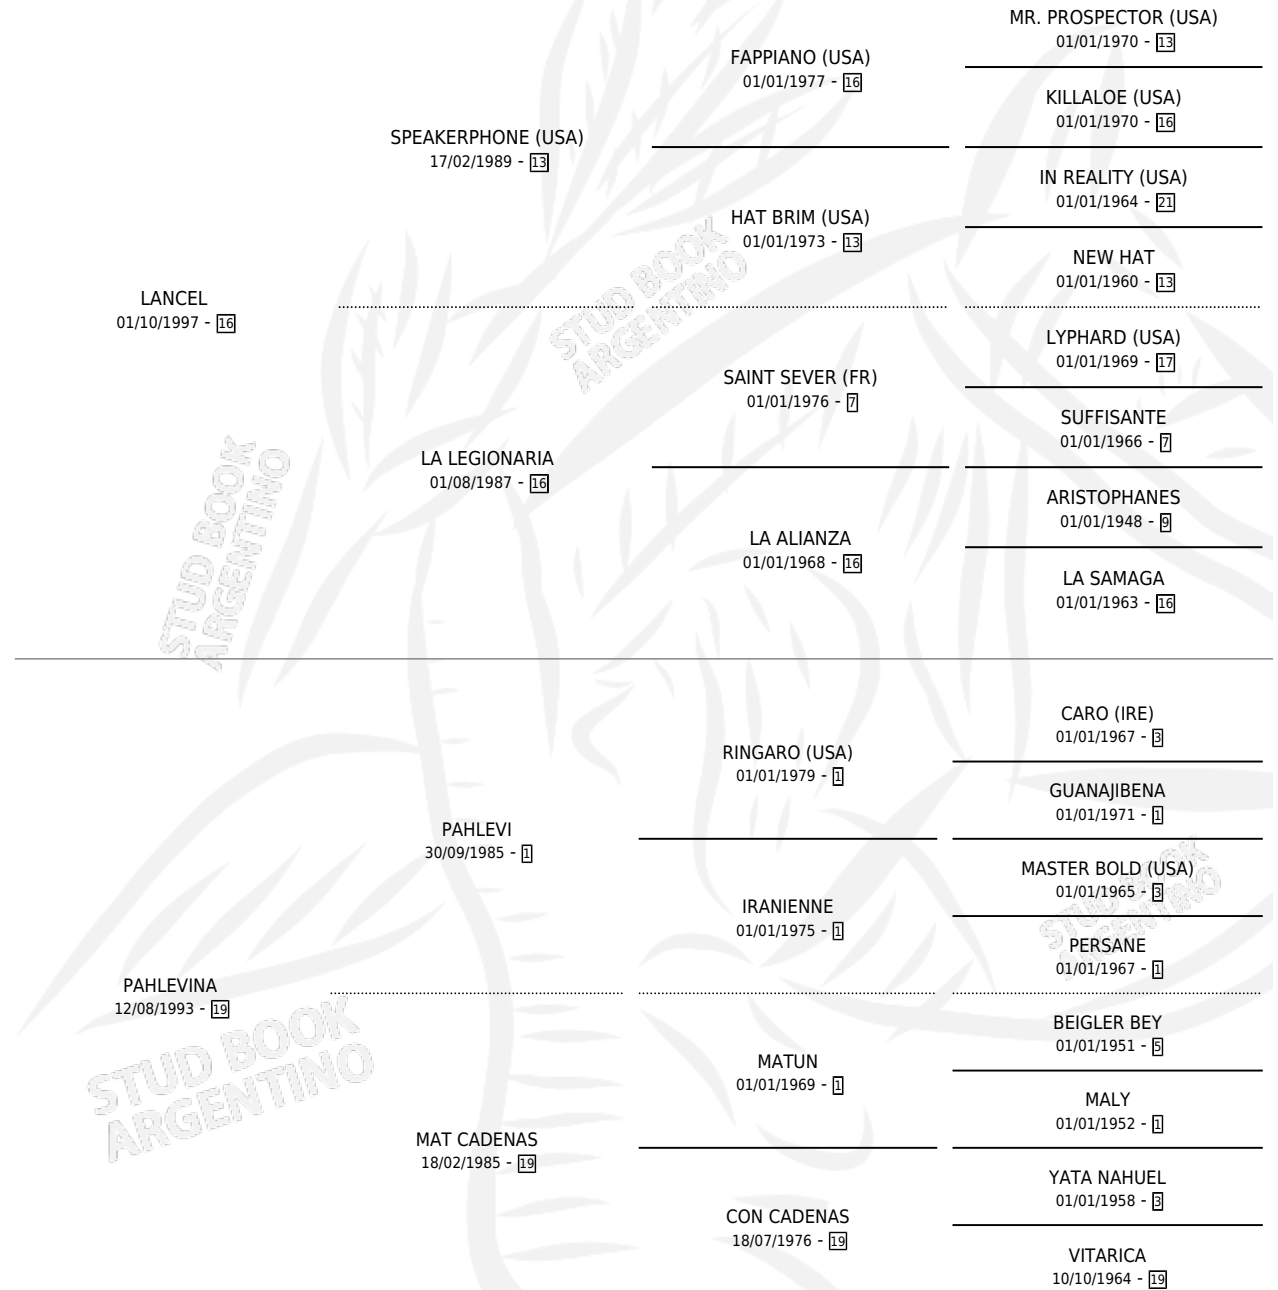 MR. PROSPECTOR (USA)
01/01/1970 - 13
FAPPIANO (USA)
01/01/1977 - 16
KILLALOE (USA)
01/01/1970 - 16
SPEAKERPHONE (USA)
17/02/1989 - 13
IN REALITY (USA)
01/01/1964 - 21
HAT BRIM (USA)
01/01/1973 - 13
NEW HAT
01/01/1960 - 13
LANCEL
01/10/1997 - 16
LYPHARD (USA)
01/01/1969 - 17
SAINT SEVER (FR)
01/01/1976 - 7
SUFFISANTE
01/01/1966 - 7
LA LEGIONARIA
01/08/1987 - 16
ARISTOPHANES
01/01/1948 - 9
LA ALIANZA
01/01/1968 - 16
LA SAMAGA
01/01/1963 - 16
CARO (IRE)
01/01/1967 - 3
RINGARO (USA)
01/01/1979 - 1
GUANAJIBENA
01/01/1971 - 1
PAHLEVI
30/09/1985 - 1
MASTER BOLD (USA)
01/01/1965 - 3
IRANIENNE
01/01/1975 - 1
PERSANE
01/01/1967 - 1
PAHLEVINA
12/08/1993 - 19
BEIGLER BEY
01/01/1951 - 5
MATUN
01/01/1969 - 1
MALY
01/01/1952 - 1
MAT CADENAS
18/02/1985 - 19
YATA NAHUEL
01/01/1958 - 3
CON CADENAS
18/07/1976 - 19
VITARICA
10/10/1964 - 19
STUD BOOK
ARGENTINO
STUD BOOK
ARGENTINO
STUD BOOK
ARGENTINO
STUD BOOK
ARGENTINO